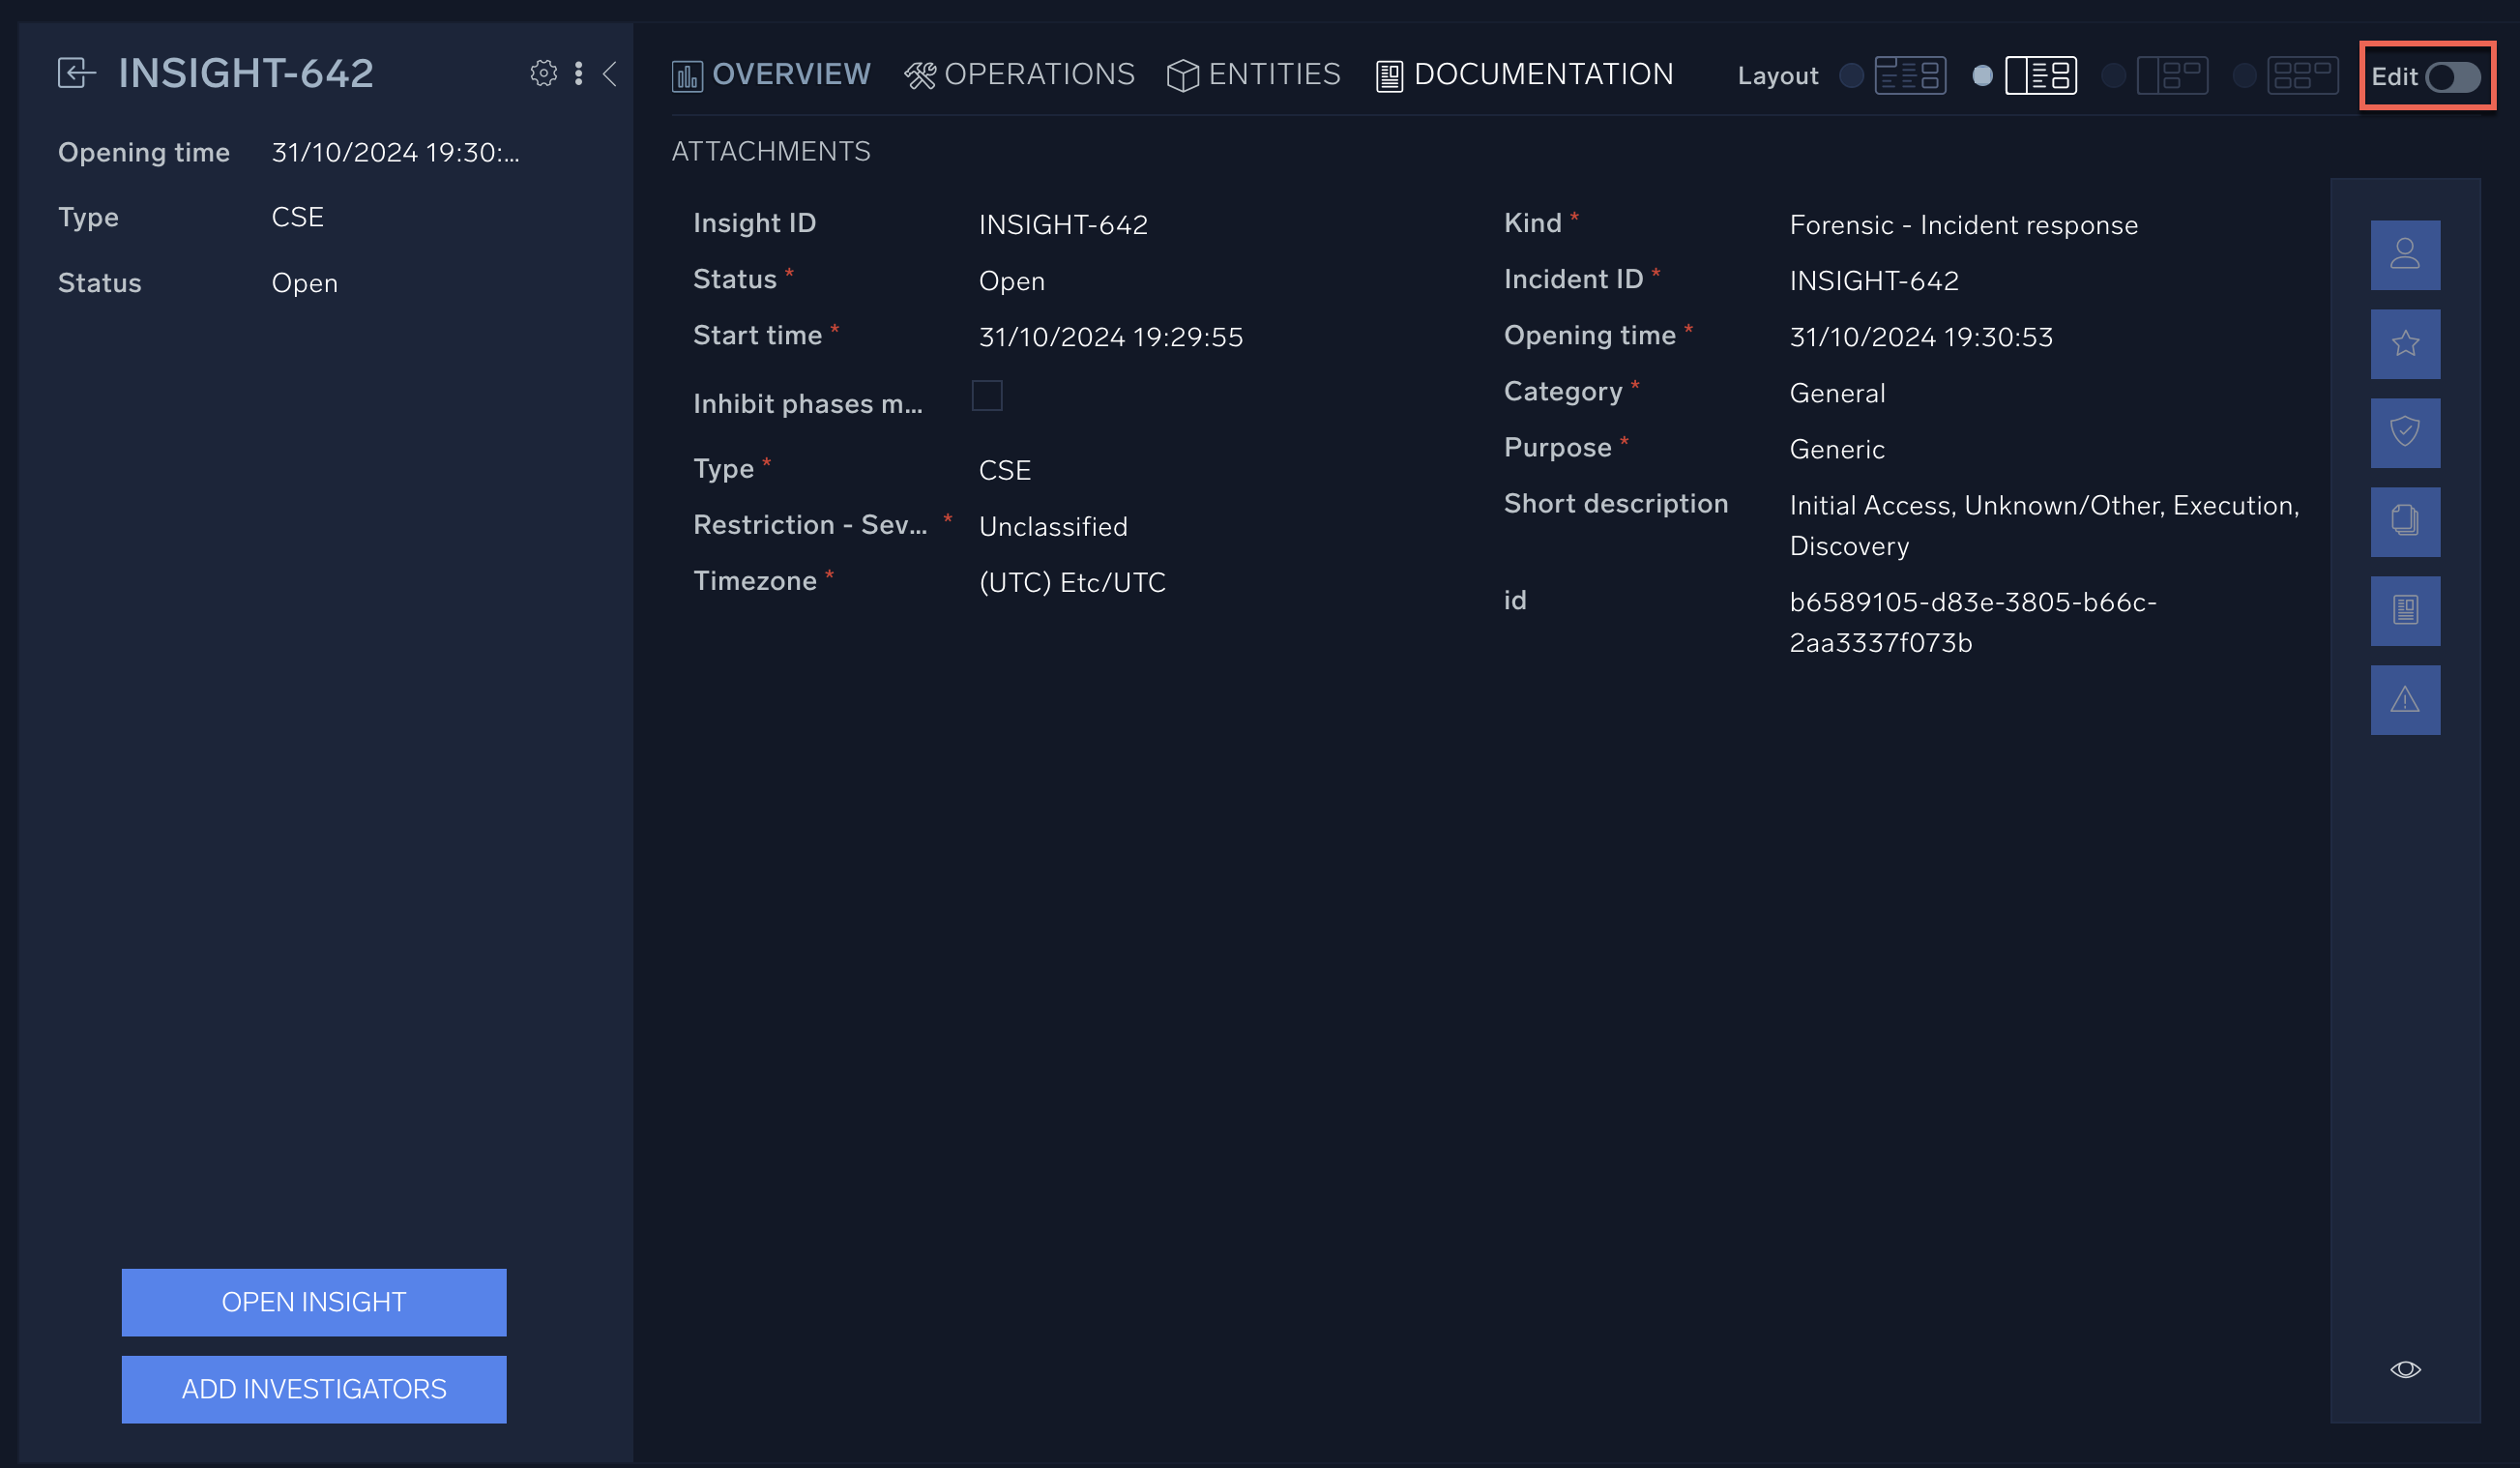 INSIGHT-642
Opening time 31/10/2024 19:30:...
Type CSE
Status Open
OPEN INSIGHT
ADD INVESTIGATORS
OVERVIEW OPERATIONS ENTITIES DOCUMENTATION Layout Edit
ATTACHMENTS
Insight ID INSIGHT-642
Status * Open
Start time * 31/10/2024 19:29:55
Inhibit phases m...
Type * CSE
Restriction - Sev... * Unclassified
Timezone * (UTC) Etc/UTC
Kind * Forensic - Incident response
Incident ID * INSIGHT-642
Opening time * 31/10/2024 19:30:53
Category * General
Purpose * Generic
Short description Initial Access, Unknown/Other, Execution,
Discovery
id b6589105-d83e-3805-b66c-
2aa3337f073b